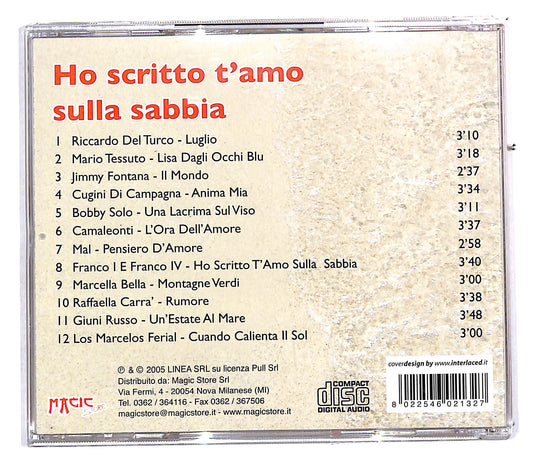 Ho scritto t'amo
sulla sabbia
1 Riccardo Del Turco - Luglio 3'10
2 Mario Tessuto - Lisa Dagli Occhi Blu 3'18
3 Jimmy Fontana - Il Mondo 2'37
4 Cugini Di Campagna - Anima Mia 3'34
5 Bobby Solo - Una Lacrima Sul Viso 3'11
6 Camaleonti - L'Ora Dell'Amore 3'37
7 Mal - Pensiero D'Amore 2'58
8 Franco I E Franco IV - Ho Scritto T'Amo Sulla Sabbia 3'40
9 Marcella Bella - Montagne Verdi 3'00
10 Raffaella Carra' - Rumore 3'38
11 Giuni Russo - Un'Estate Al Mare 3'48
12 Los Marcelos Ferial - Cuando Calienta Il Sol 3'00
coverdesign by www.interlaced.it
℗ & © 2005 LINEA SRL su licenza Pull Srl
Distribuito da: Magic Store Srl
Via Fermi, 4 - 20054 Nova Milanese (MI)
Tel. 0362 / 364116 - Fax 0362 / 367506
magicstore@magicstore.it - www.magicstore.it
MAGIC
COMPACT
disc
DIGITAL AUDIO
8 022546 021327